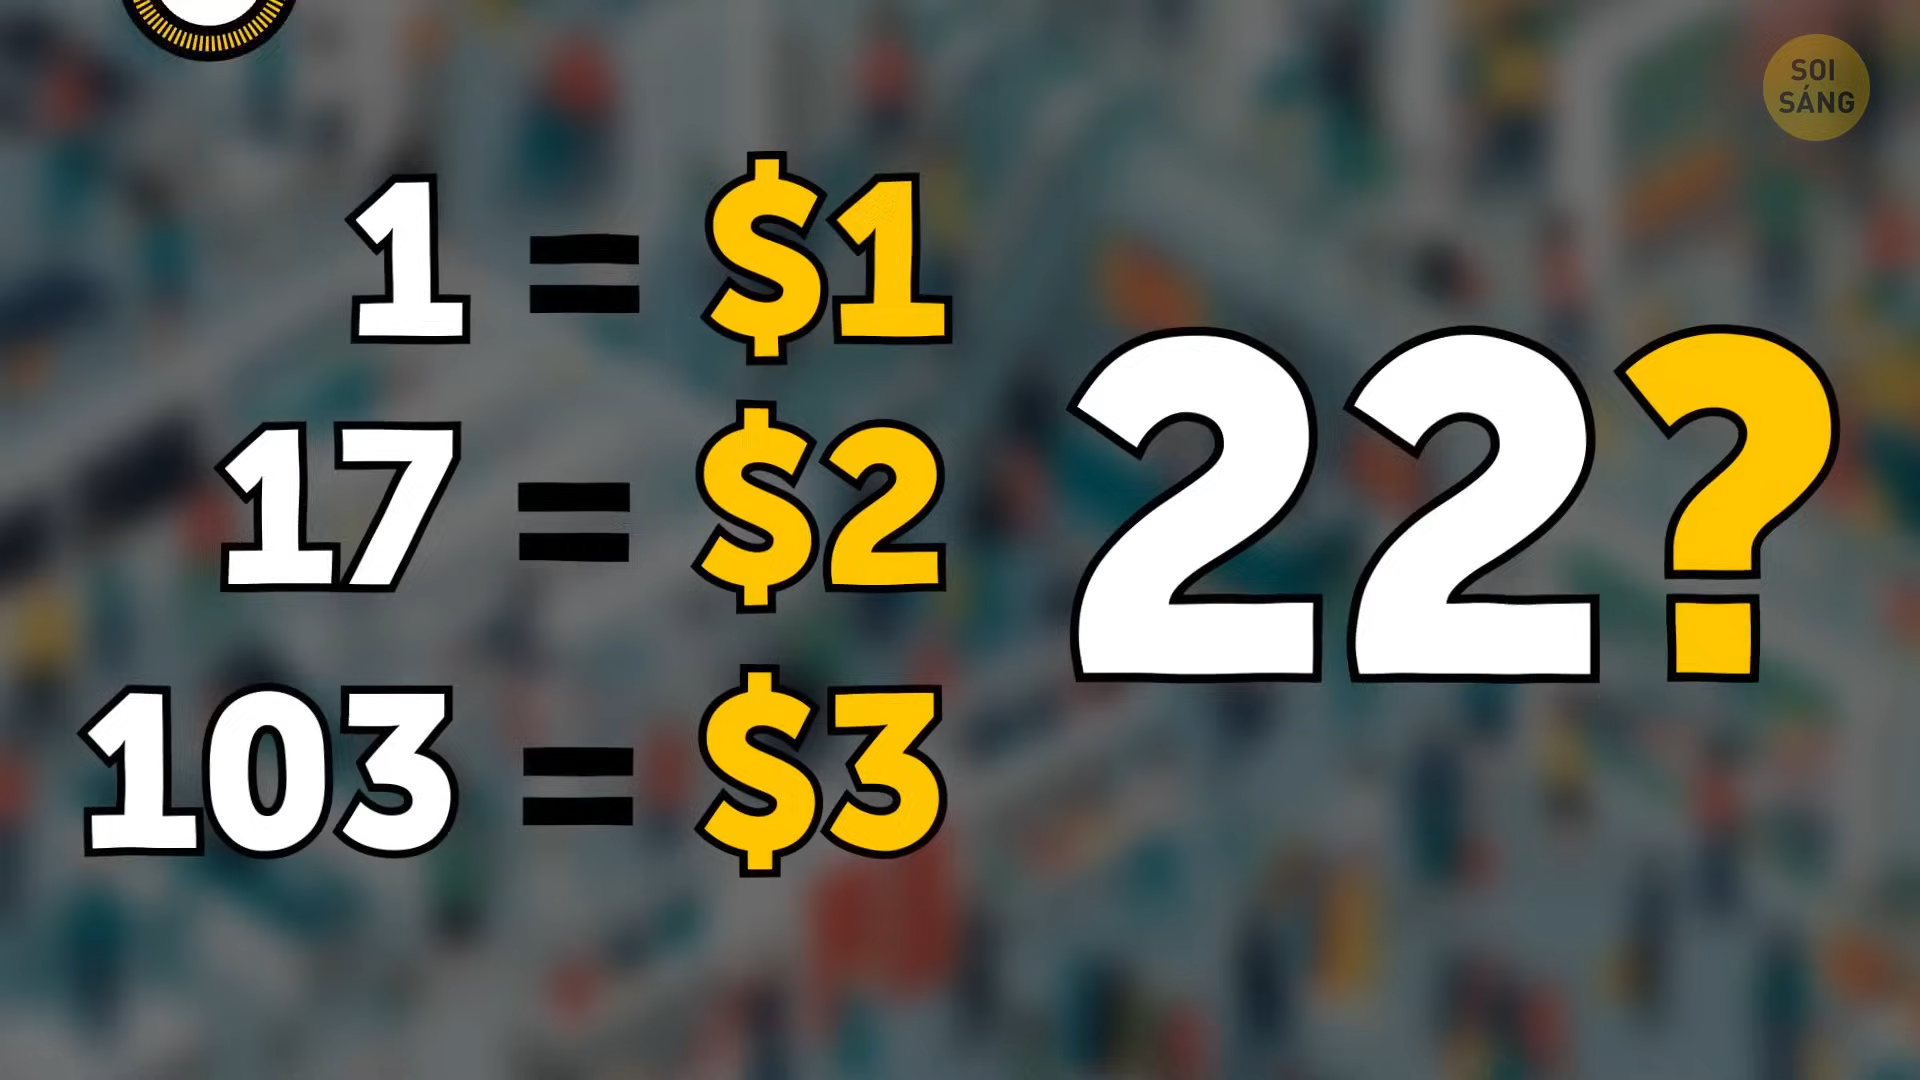 1 = $1
17 = $2
103 = $3
22?
SOI
SÁNG